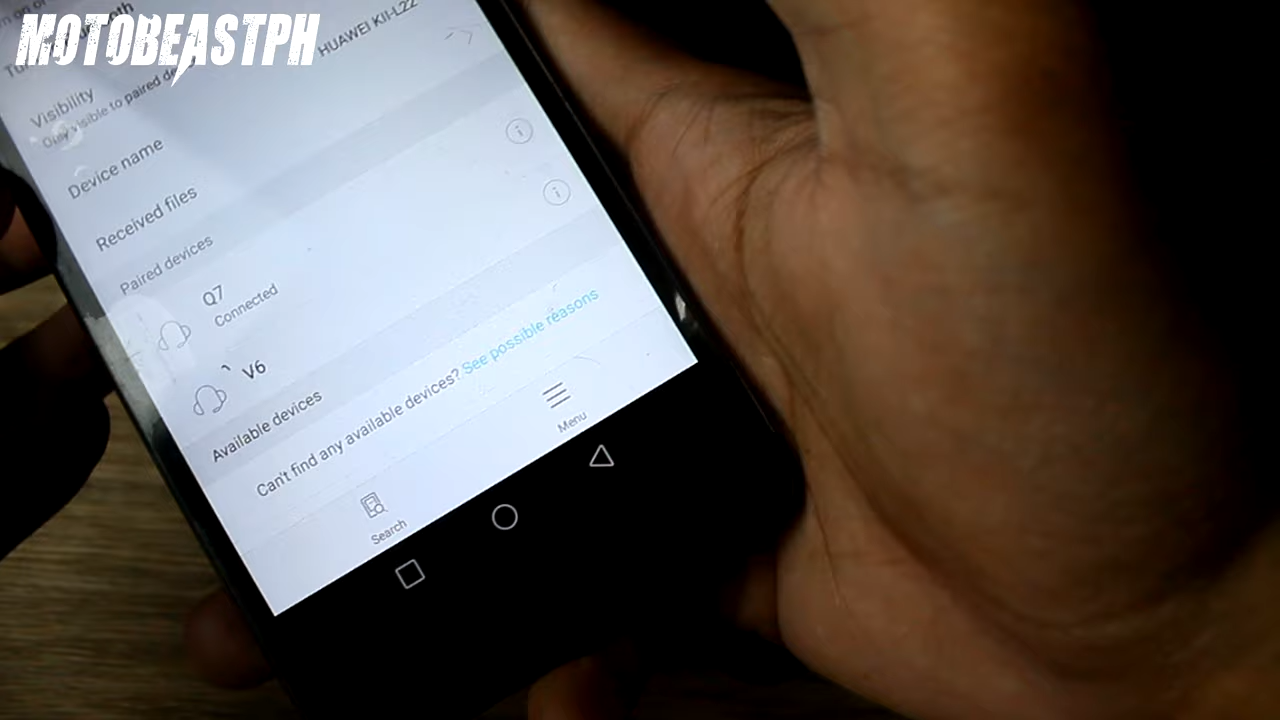 MOTOBEASTPH
Visibility
Only visible to paired
Device name
HUAWEI KII-L22
Received files
Paired devices
Q7
Connected
V6
Available devices
Can't find any available devices? See possible reasons
Search
Menu